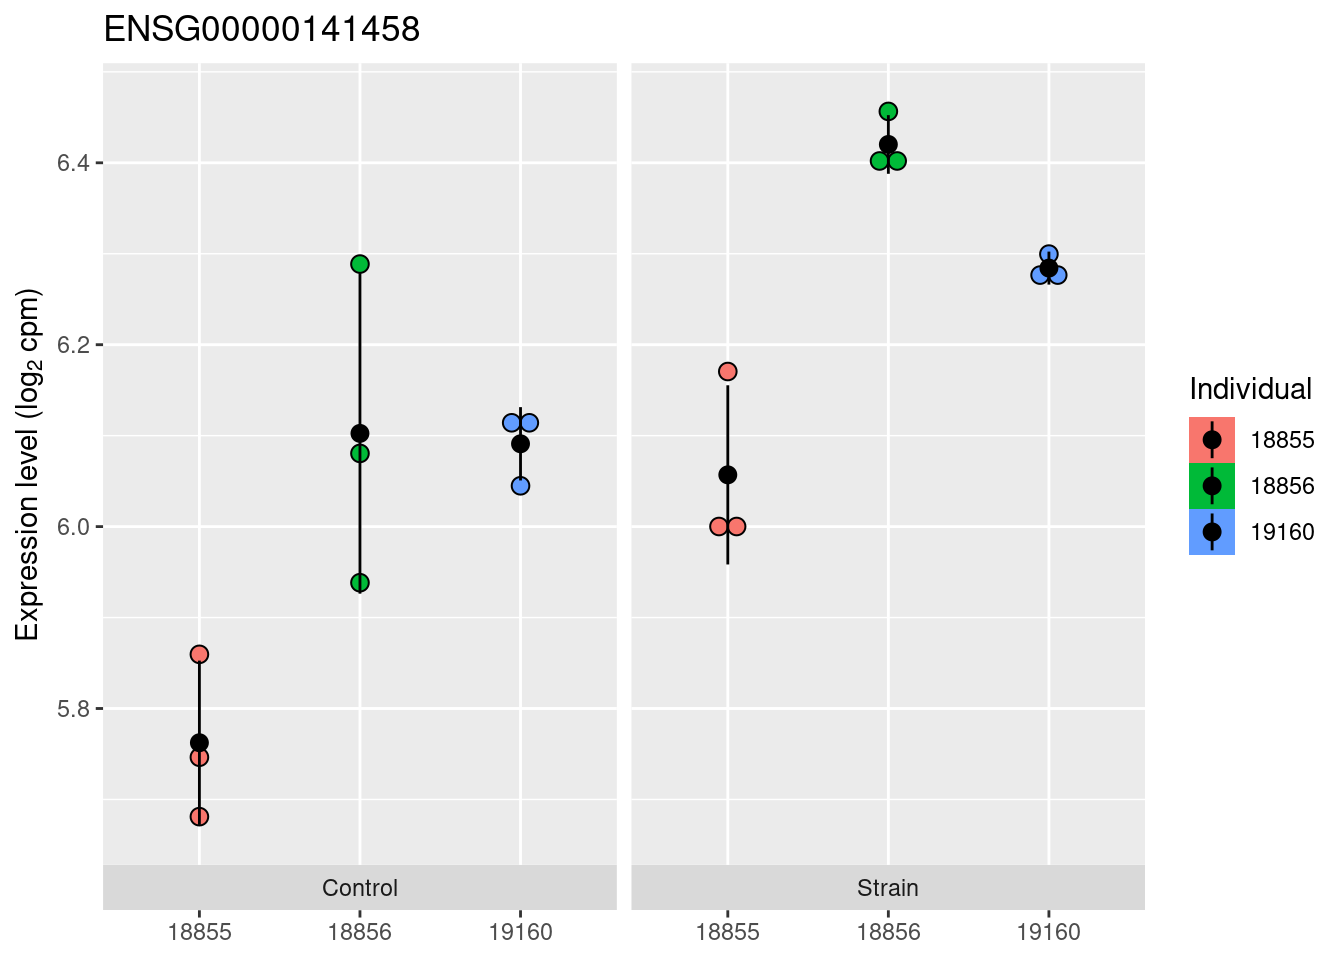 ENSG00000141458
Expression level (log₂ cpm)
6.4
6.2
6.0
5.8
Control
Strain
18855
18856
19160
18855
18856
19160
Individual
18855
18856
19160